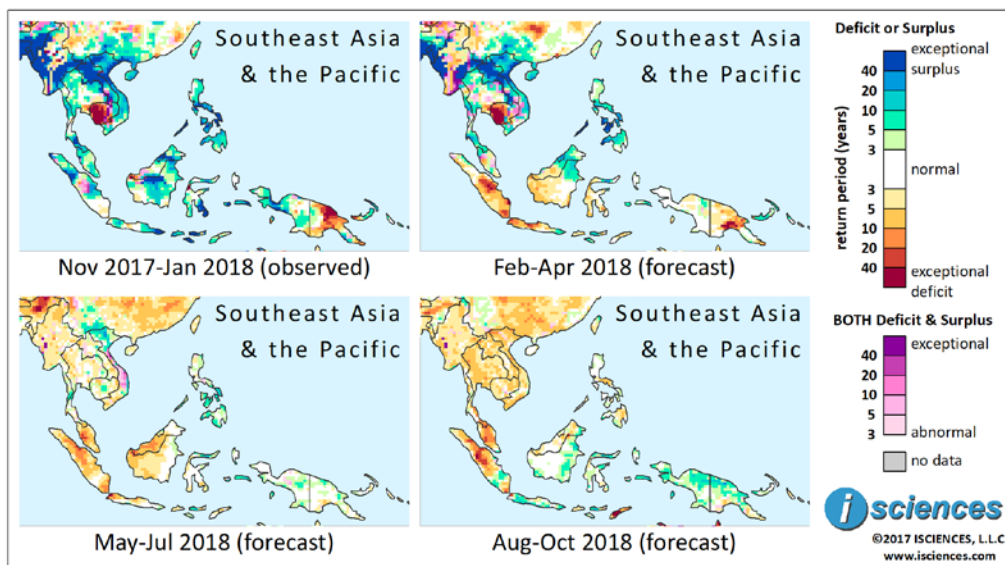 Southeast Asia
& the Pacific
Nov 2017-Jan 2018 (observed)
Southeast Asia
& the Pacific
Feb-Apr 2018 (forecast)
Southeast Asia
& the Pacific
May-Jul 2018 (forecast)
Southeast Asia
& the Pacific
Aug-Oct 2018 (forecast)
Deficit or Surplus
return period (years)
exceptional
surplus
40
20
10
5
3
normal
3
5
10
20
40
exceptional
deficit
BOTH Deficit & Surplus
exceptional
40
20
10
5
3
abnormal
no data
i sciences
©2017 ISCIENCES, L.L.C
www.isciences.com